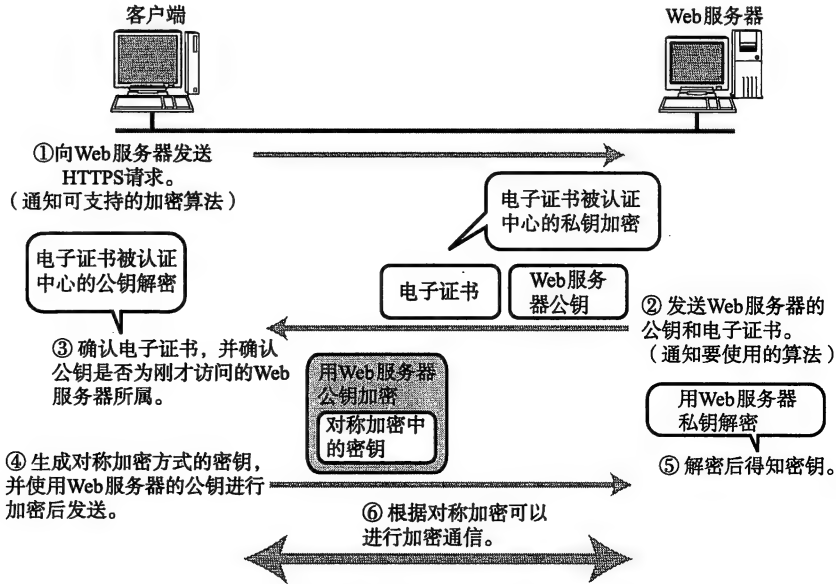 客户端
Web服务器
①向Web服务器发送
HTTPS请求。
（通知可支持的加密算法）
电子证书被认证
中心的私钥加密
电子证书被认证
中心的公钥解密
电子证书
Web服务
器公钥
② 发送Web服务器的
公钥和电子证书。
（通知要使用的算法）
③ 确认电子证书，并确认
公钥是否为刚才访问的Web
服务器所属。
用Web服务器
公钥加密
对称加密中
的密钥
用Web服务器
私钥解密
④ 生成对称加密方式的密钥，
并使用Web服务器的公钥进行
加密后发送。
⑤ 解密后得知密钥。
⑥ 根据对称加密可以
进行加密通信。